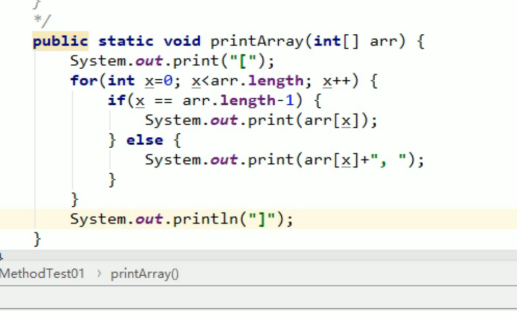 }
*/
public static void printArray(int[] arr) {
    System.out.print("[");
    for(int x=0; x<arr.length; x++) {
        if(x == arr.length-1) {
            System.out.print(arr[x]);
        } else {
            System.out.print(arr[x]+", ");
        }
    }
    System.out.println("]");
}
MethodTest01 › printArray()